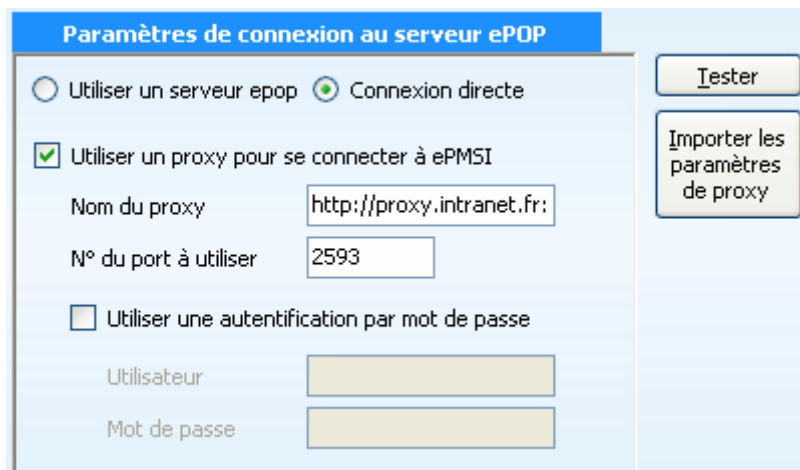 Paramètres de connexion au serveur ePOP
Utiliser un serveur epop Connexion directe
Tester
Utiliser un proxy pour se connecter à ePMSI
Importer les
paramètres
de proxy
Nom du proxy http://proxy.intranet.fr:
N° du port à utiliser 2593
Utiliser une autentification par mot de passe
Utilisateur
Mot de passe